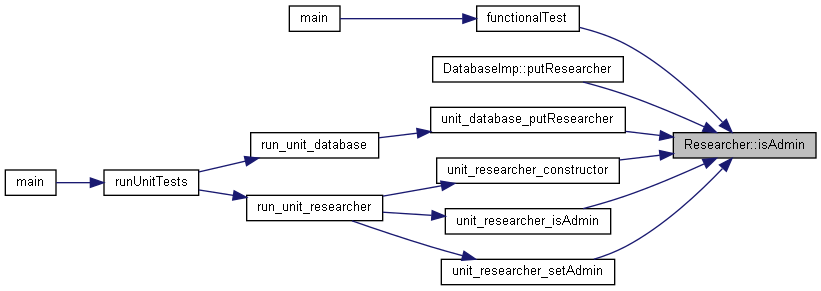 main
functionalTest
DatabaseImp::putResearcher
unit_database_putResearcher
run_unit_database
Researcher::isAdmin
unit_researcher_constructor
main
runUnitTests
run_unit_researcher
unit_researcher_isAdmin
unit_researcher_setAdmin